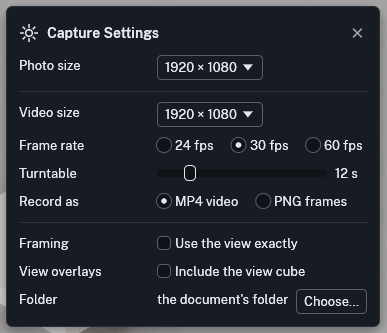 Capture Settings
Photo size 1920 × 1080
Video size 1920 × 1080
Frame rate 24 fps 30 fps 60 fps
Turntable 12 s
Record as MP4 video PNG frames
Framing Use the view exactly
View overlays Include the view cube
Folder the document's folder Choose...